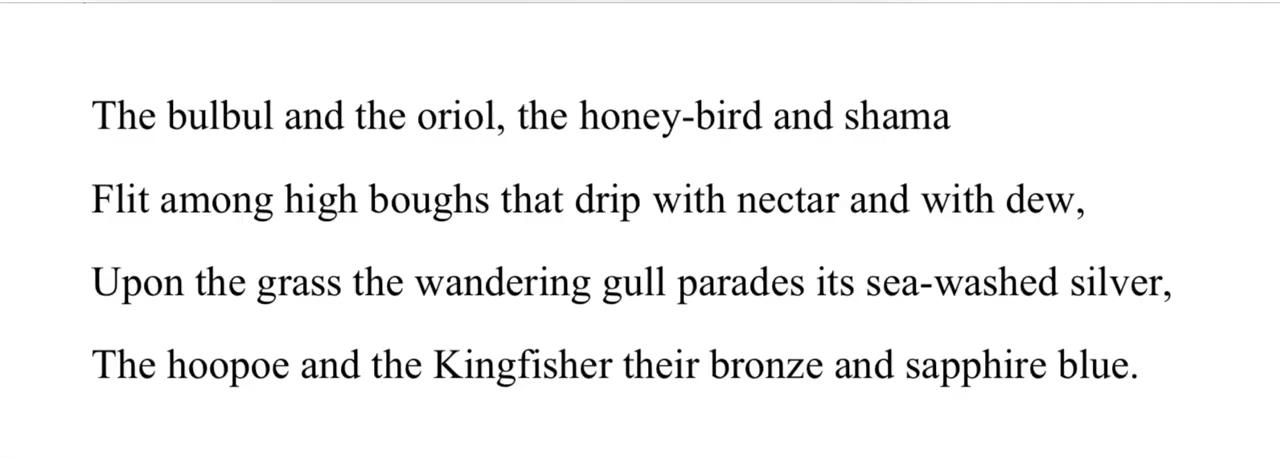 The bulbul and the oriol, the honey-bird and shama
Flit among high boughs that drip with nectar and with dew,
Upon the grass the wandering gull parades its sea-washed silver,
The hoopoe and the Kingfisher their bronze and sapphire blue.